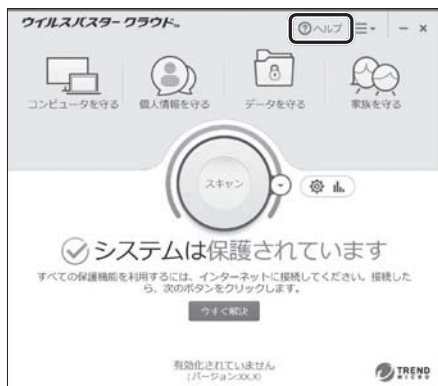 ウイルスバスター クラウド™
?ヘルプ
コンピュータを守る
個人情報を守る
データを守る
家族を守る
スキャン
システムは保護されています
すべての保護機能を利用するには、インターネットに接続してください。接続した
ら、次のボタンをクリックします。
今すぐ解決
有効化されていません
(バージョン:XX.X)
TREND
MICRO